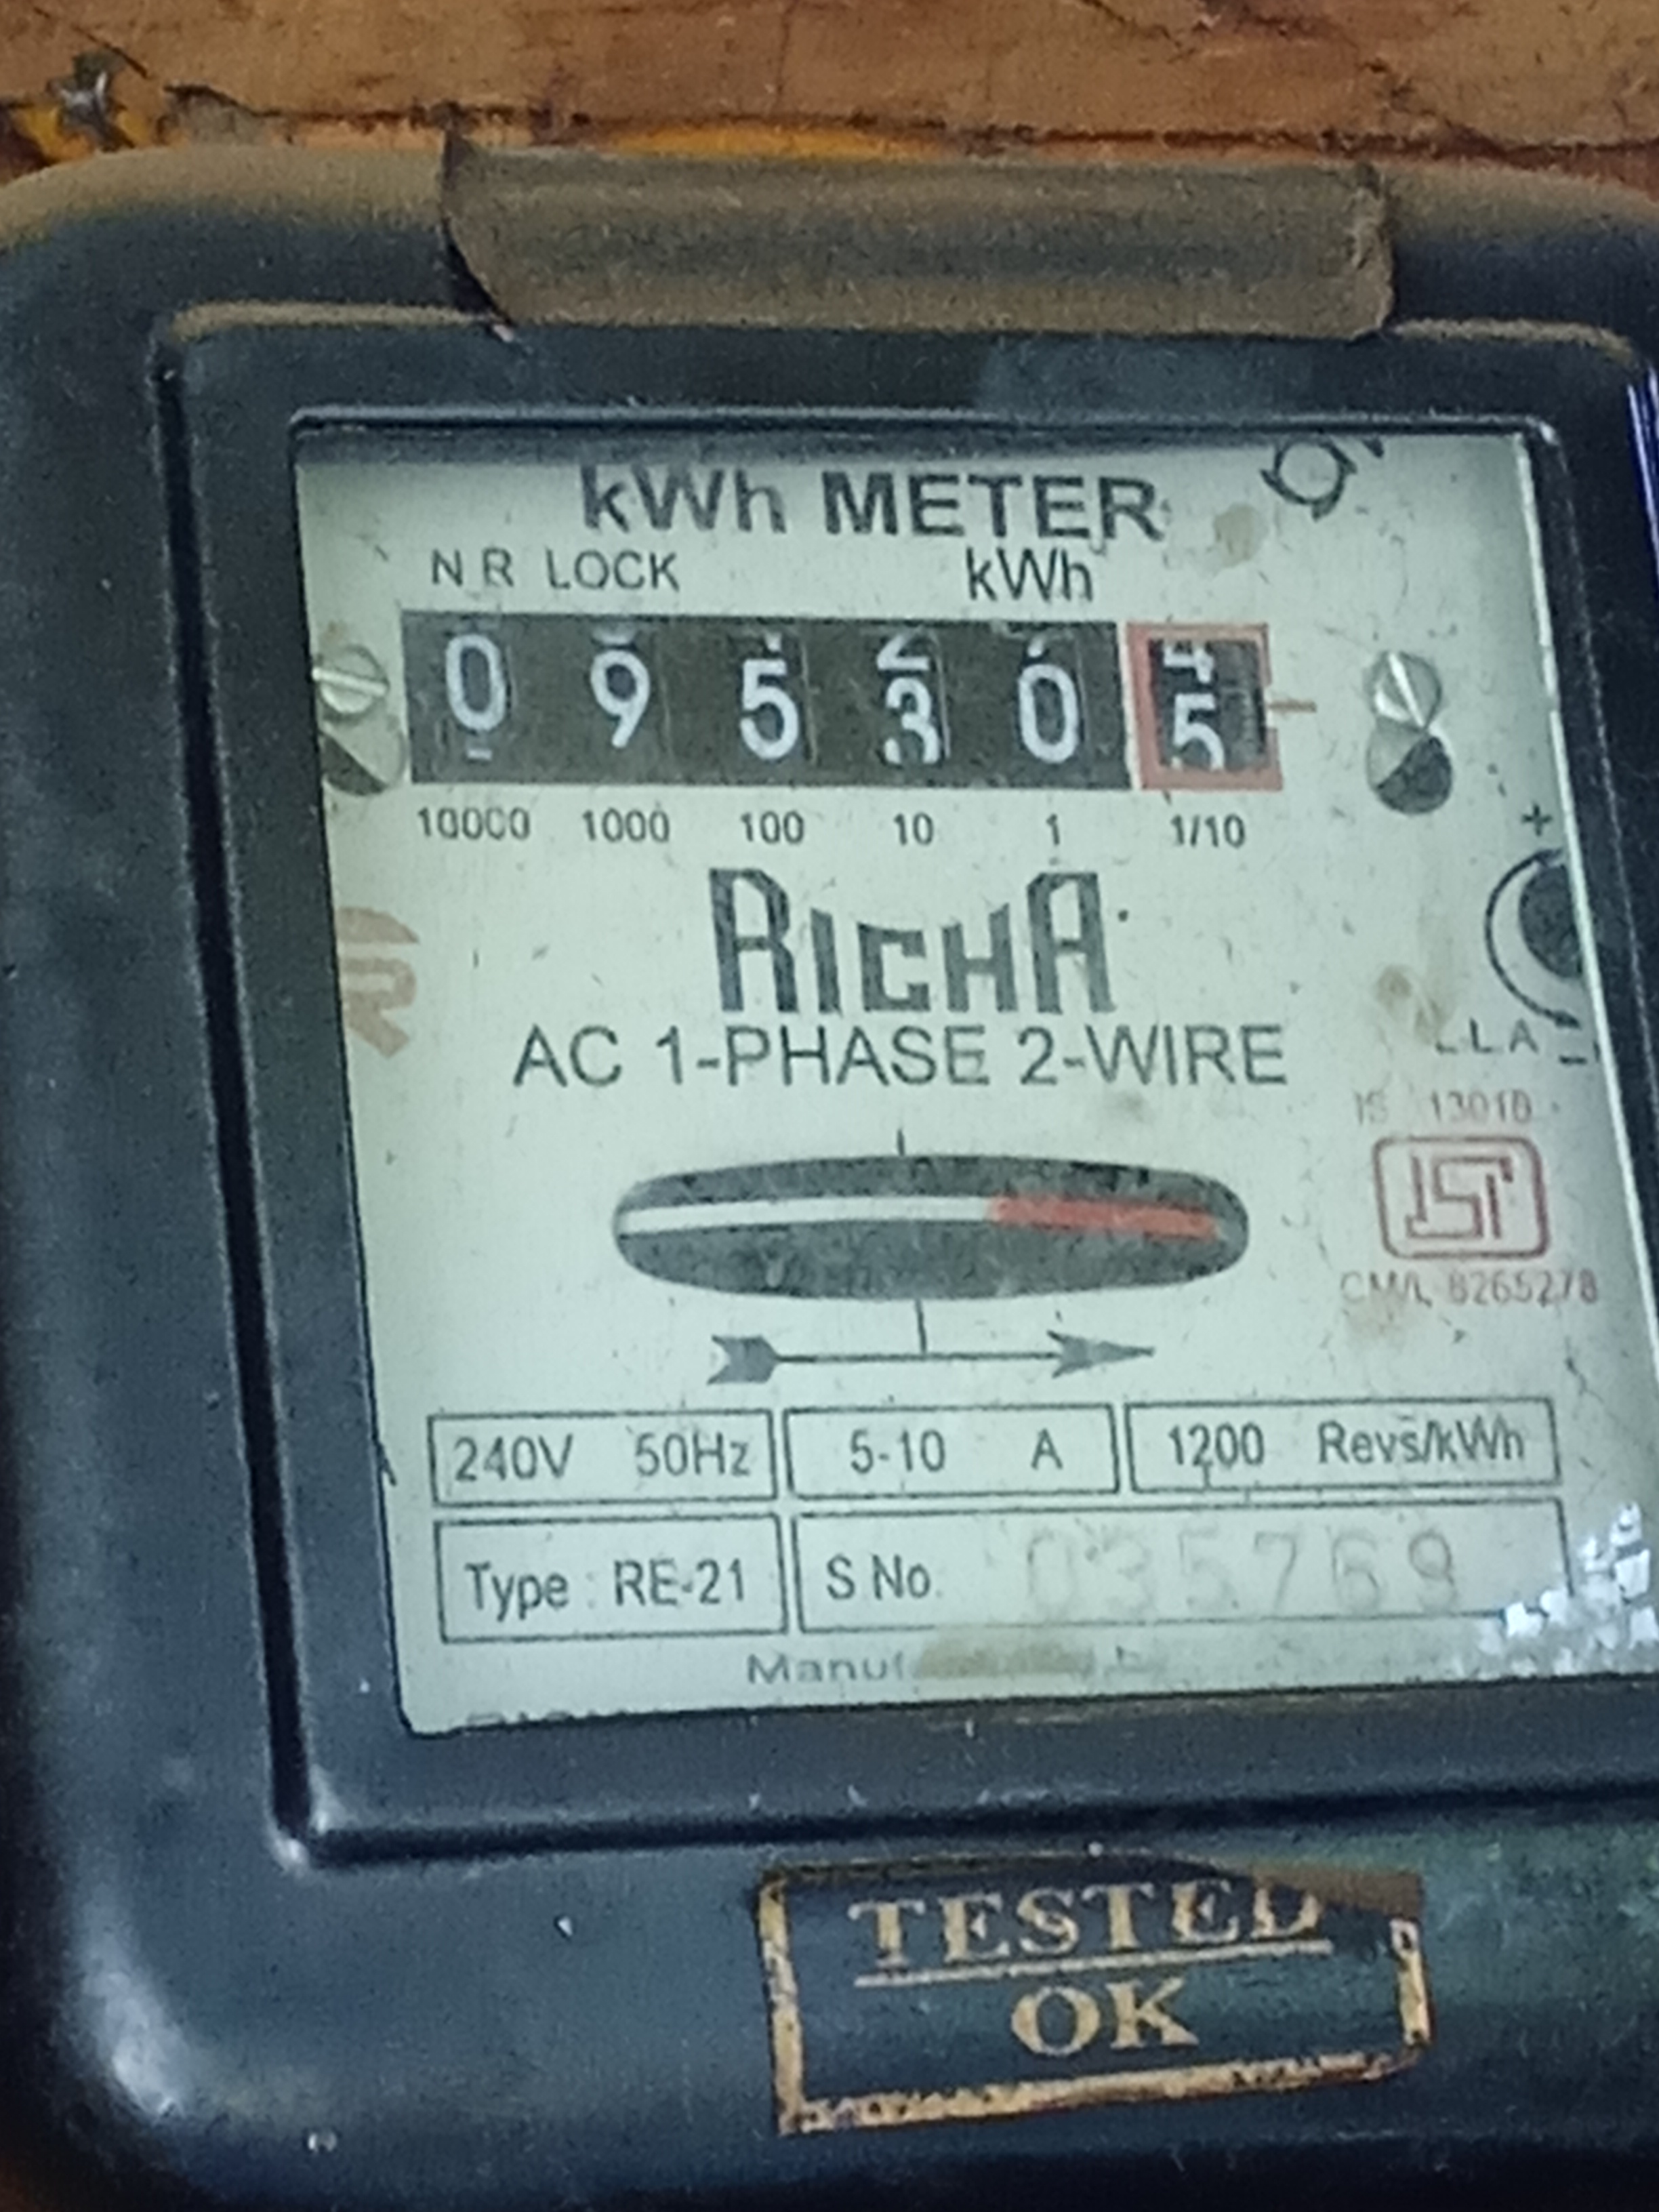 kWh METER
N R LOCK kWh
0 9 5 3 0 5
10000 1000 100 10 1 1/10
RICHA
AC 1-PHASE 2-WIRE
+
L L A -
IS 13010
ISI
CM/L 8265278
240V 50Hz 5-10 A 1200 Revs/kWh
Type : RE-21 S No. 035769
TESTED
OK